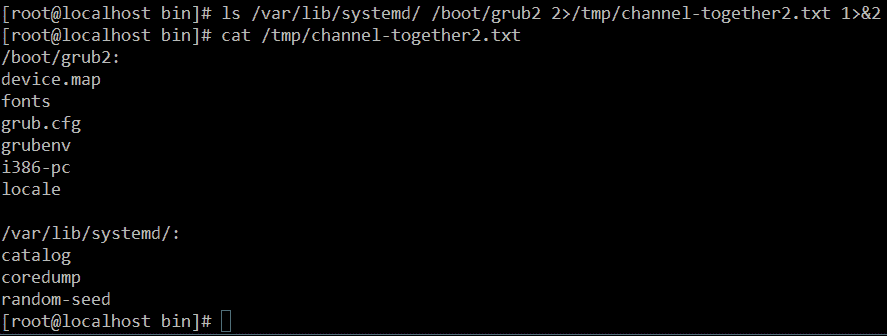 [root@localhost bin]# ls /var/lib/systemd/ /boot/grub2 2>/tmp/channel-together2.txt 1>&2
[root@localhost bin]# cat /tmp/channel-together2.txt
/boot/grub2:
device.map
fonts
grub.cfg
grubenv
i386-pc
locale

/var/lib/systemd/:
catalog
coredump
random-seed
[root@localhost bin]#